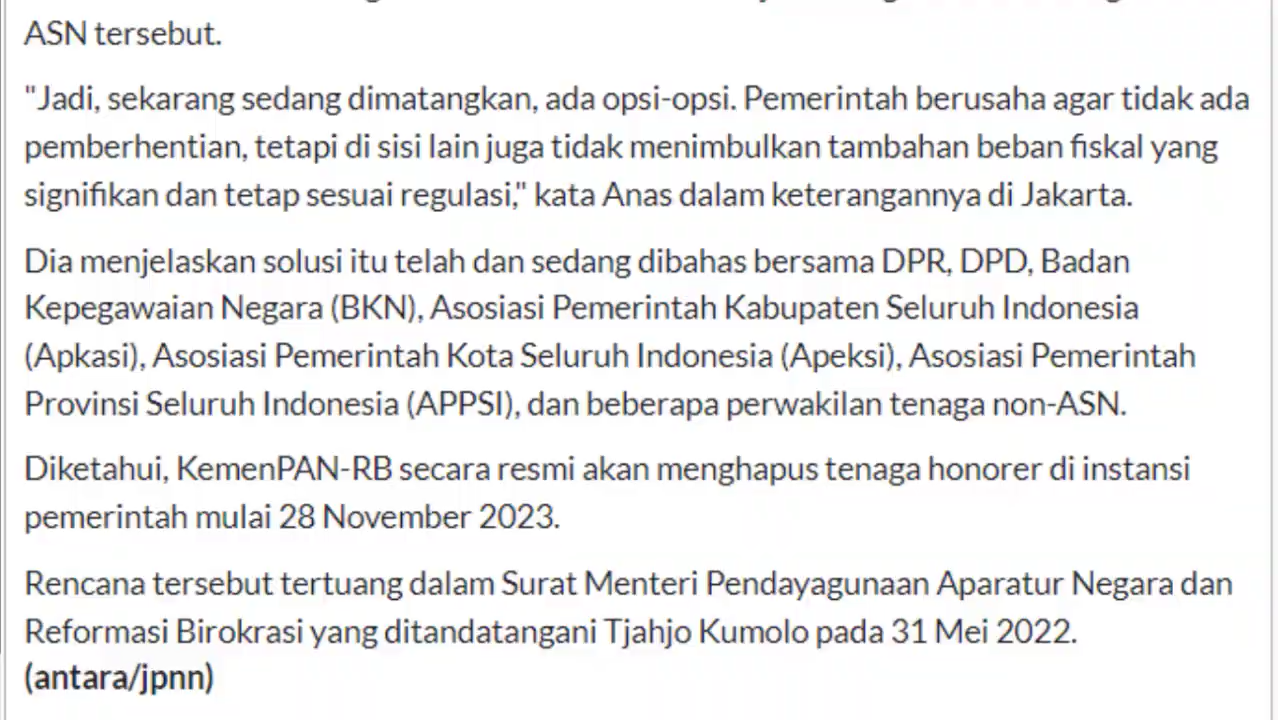 ASN tersebut.
"Jadi, sekarang sedang dimatangkan, ada opsi-opsi. Pemerintah berusaha agar tidak ada
pemberhentian, tetapi di sisi lain juga tidak menimbulkan tambahan beban fiskal yang
signifikan dan tetap sesuai regulasi," kata Anas dalam keterangannya di Jakarta.
Dia menjelaskan solusi itu telah dan sedang dibahas bersama DPR, DPD, Badan
Kepegawaian Negara (BKN), Asosiasi Pemerintah Kabupaten Seluruh Indonesia
(Apkasi), Asosiasi Pemerintah Kota Seluruh Indonesia (Apeksi), Asosiasi Pemerintah
Provinsi Seluruh Indonesia (APPSI), dan beberapa perwakilan tenaga non-ASN.
Diketahui, KemenPAN-RB secara resmi akan menghapus tenaga honorer di instansi
pemerintah mulai 28 November 2023.
Rencana tersebut tertuang dalam Surat Menteri Pendayagunaan Aparatur Negara dan
Reformasi Birokrasi yang ditandatangani Tjahjo Kumolo pada 31 Mei 2022.
(antara/jpnn)